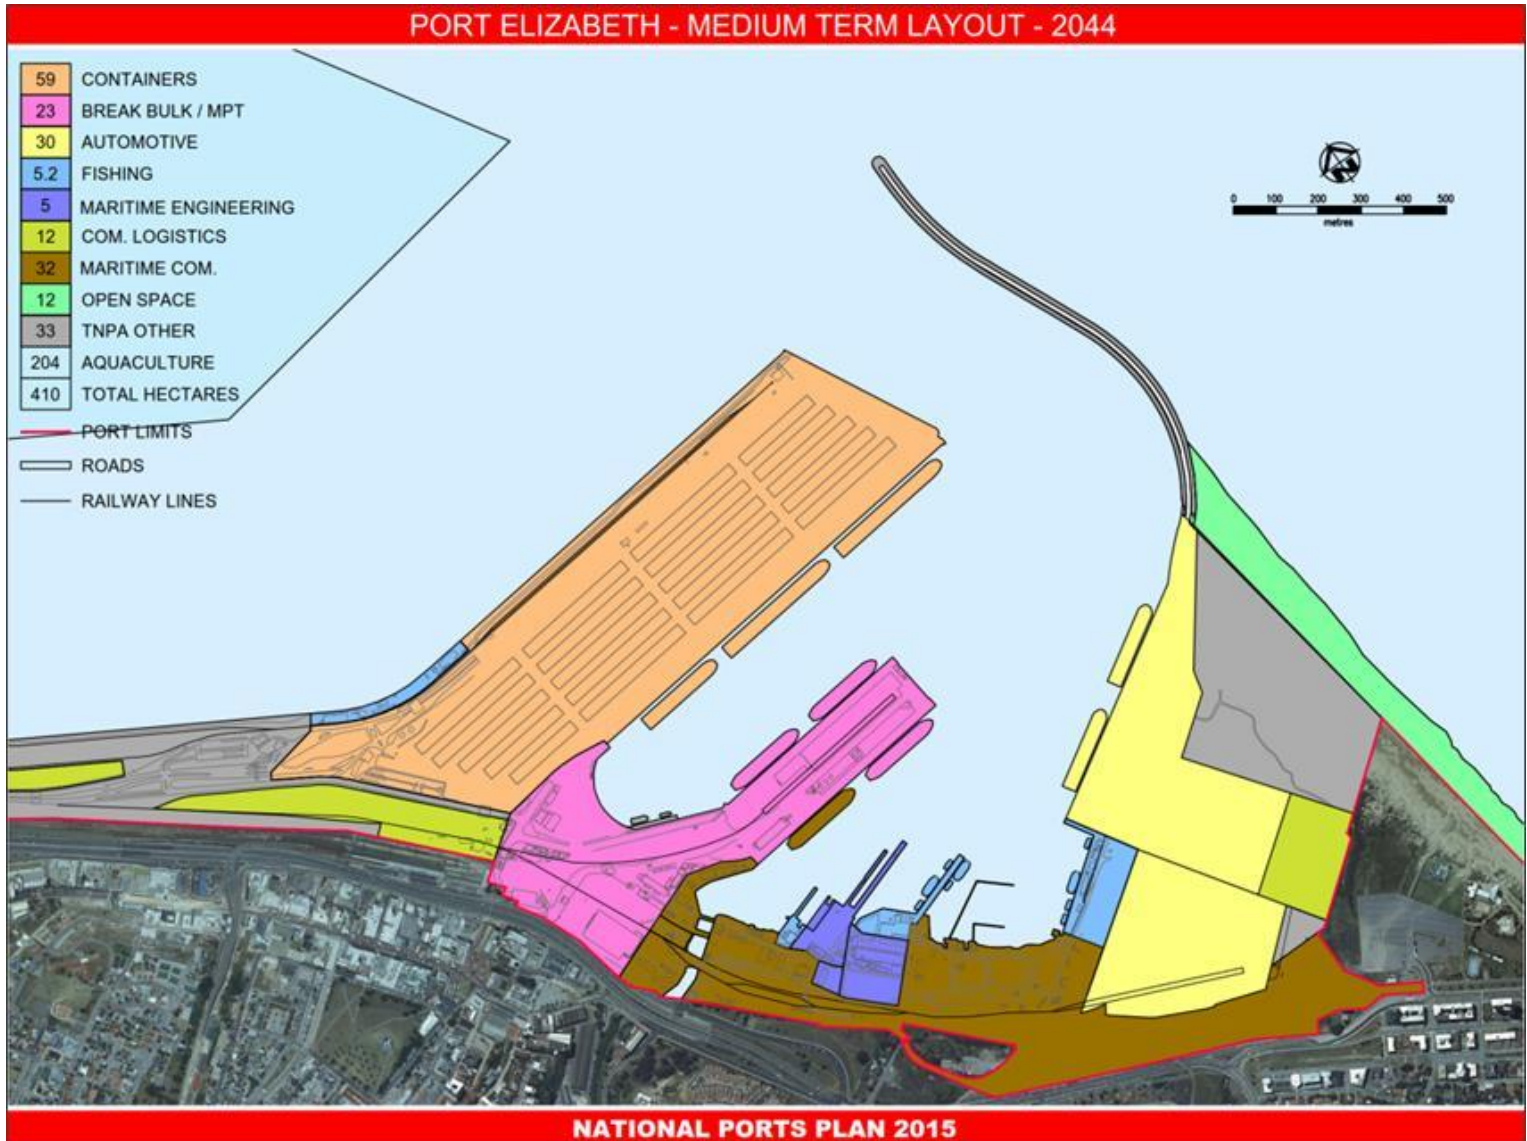 PORT ELIZABETH - MEDIUM TERM LAYOUT - 2044
59 CONTAINERS
23 BREAK BULK / MPT
30 AUTOMOTIVE
5.2 FISHING
5 MARITIME ENGINEERING
12 COM. LOGISTICS
32 MARITIME COM.
12 OPEN SPACE
33 TNPA OTHER
204 AQUACULTURE
410 TOTAL HECTARES
PORT LIMITS
ROADS
RAILWAY LINES
0 100 200 300 400 500
metres
NATIONAL PORTS PLAN 2015